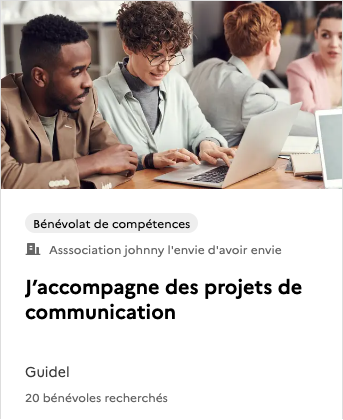 Bénévolat de compétences
Asssociation johnny l'envie d'avoir envie
J’accompagne des projets de
communication
Guidel
20 bénévoles recherchés